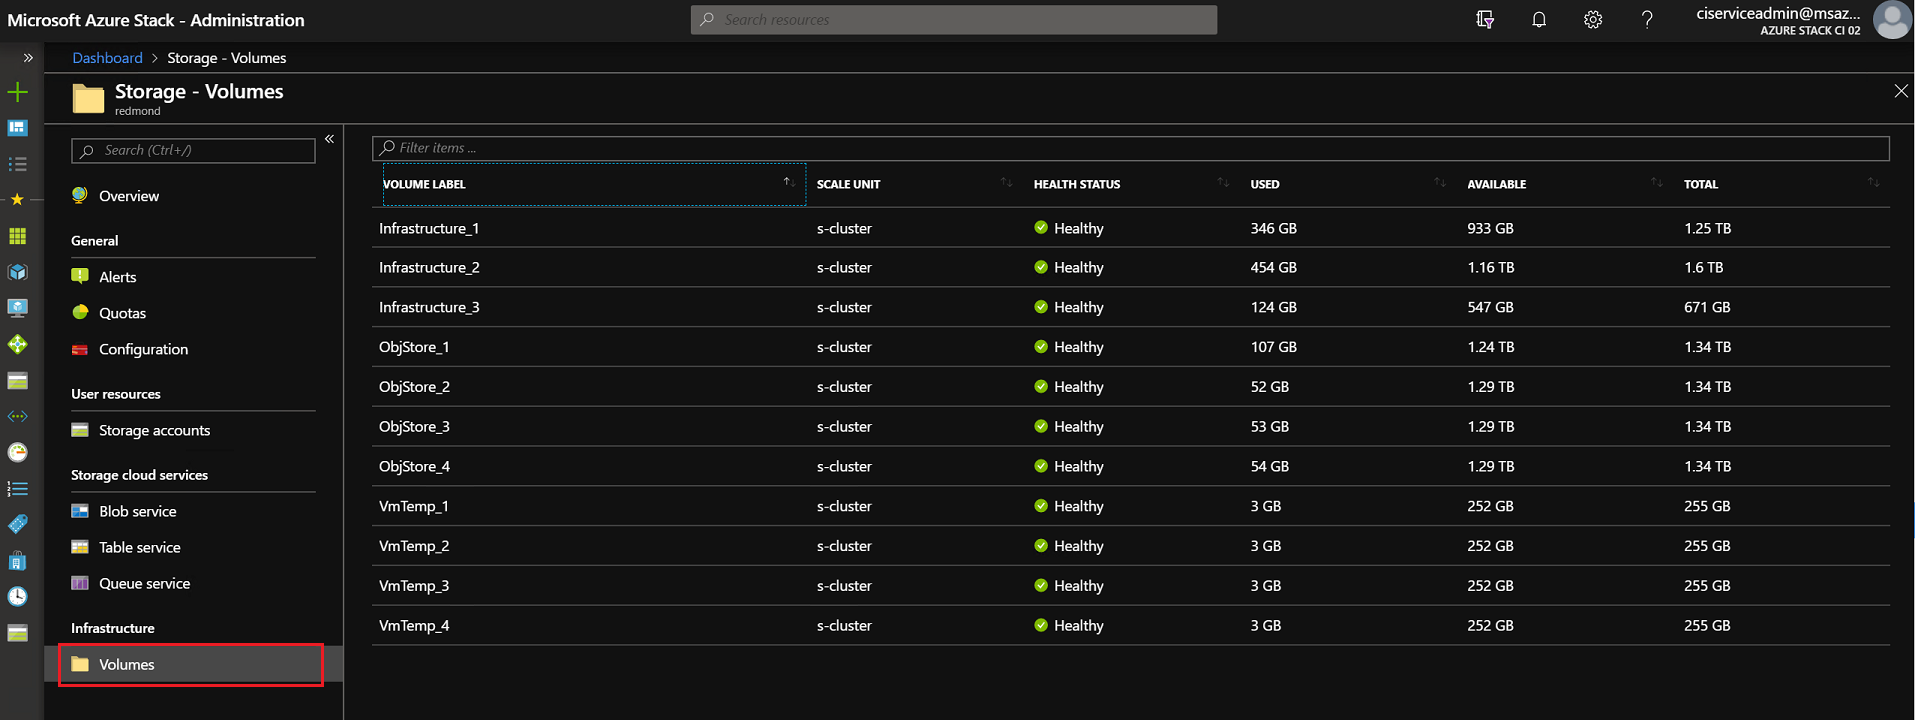 Microsoft Azure Stack - Administration
Search resources
ciserviceadmin@msaz...
AZURE STACK CI 02
Dashboard > Storage - Volumes
Storage - Volumes
redmond
Search (Ctrl+/)
Overview
General
Alerts
Quotas
Configuration
User resources
Storage accounts
Storage cloud services
Blob service
Table service
Queue service
Infrastructure
Volumes
Filter items ...
VOLUME LABEL SCALE UNIT HEALTH STATUS USED AVAILABLE TOTAL
Infrastructure_1 s-cluster Healthy 346 GB 933 GB 1.25 TB
Infrastructure_2 s-cluster Healthy 454 GB 1.16 TB 1.6 TB
Infrastructure_3 s-cluster Healthy 124 GB 547 GB 671 GB
ObjStore_1 s-cluster Healthy 107 GB 1.24 TB 1.34 TB
ObjStore_2 s-cluster Healthy 52 GB 1.29 TB 1.34 TB
ObjStore_3 s-cluster Healthy 53 GB 1.29 TB 1.34 TB
ObjStore_4 s-cluster Healthy 54 GB 1.29 TB 1.34 TB
VmTemp_1 s-cluster Healthy 3 GB 252 GB 255 GB
VmTemp_2 s-cluster Healthy 3 GB 252 GB 255 GB
VmTemp_3 s-cluster Healthy 3 GB 252 GB 255 GB
VmTemp_4 s-cluster Healthy 3 GB 252 GB 255 GB